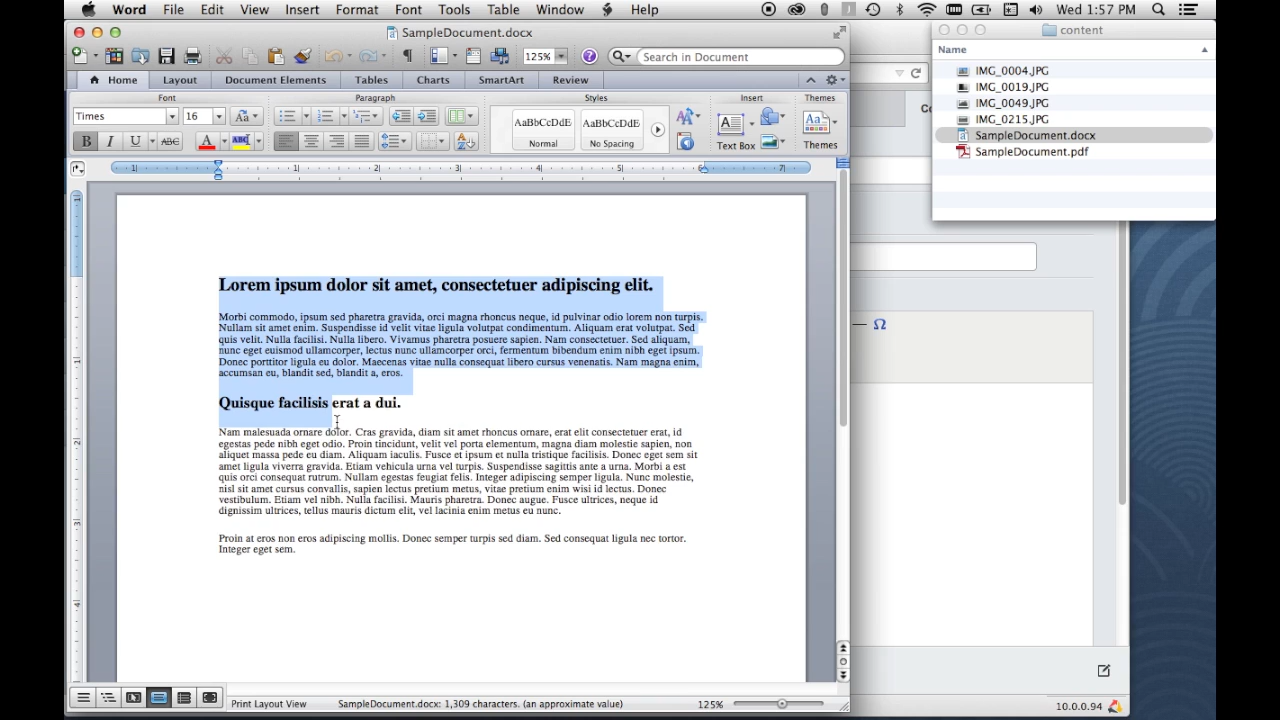 Word File Edit View Insert Format Font Tools Table Window Help Wed 1:57 PM
SampleDocument.docx
125% Search in Document
Home Layout Document Elements Tables Charts SmartArt Review
Font Paragraph Styles Insert Themes
Times 16 Aa
B I U ABC A ABC
AaBbCcDdE AaBbCcDdE
Normal No Spacing Text Box Themes
Lorem ipsum dolor sit amet, consectetuer adipiscing elit.
Morbi commodo, ipsum sed pharetra gravida, orci magna rhoncus neque, id pulvinar odio lorem non turpis.
Nullam sit amet enim. Suspendisse id velit vitae ligula volutpat condimentum. Aliquam erat volutpat. Sed
quis velit. Nulla facilisi. Nulla libero. Vivamus pharetra posuere sapien. Nam consectetuer. Sed aliquam,
nunc eget euismod ullamcorper, lectus nunc ullamcorper orci, fermentum bibendum enim nibh eget ipsum.
Donec porttitor ligula eu dolor. Maecenas vitae nulla consequat libero cursus venenatis. Nam magna enim,
accumsan eu, blandit sed, blandit a, eros.
Quisque facilisis erat a dui.
Nam malesuada ornare dolor. Cras gravida, diam sit amet rhoncus ornare, erat elit consectetuer erat, id
egestas pede nibh eget odio. Proin tincidunt, velit vel porta elementum, magna diam molestie sapien, non
aliquet massa pede eu diam. Aliquam iaculis. Fusce et ipsum et nulla tristique facilisis. Donec eget sem sit
amet ligula viverra gravida. Etiam vehicula urna vel turpis. Suspendisse sagittis ante a urna. Morbi a est
quis orci consequat rutrum. Nullam egestas feugiat felis. Integer adipiscing semper ligula. Nunc molestie,
nisl sit amet cursus convallis, sapien lectus pretium metus, vitae pretium enim wisi id lectus. Donec
vestibulum. Etiam vel nibh. Nulla facilisi. Mauris pharetra. Donec augue. Fusce ultrices, neque id
dignissim ultrices, tellus mauris dictum elit, vel lacinia enim metus eu nunc.
Proin at eros non eros adipiscing mollis. Donec semper turpis sed diam. Sed consequat ligula nec tortor.
Integer eget sem.
Print Layout View SampleDocument.docx: 1,309 characters. (an approximate value) 125%
content
Name
IMG_0004.JPG
IMG_0019.JPG
IMG_0049.JPG
IMG_0215.JPG
SampleDocument.docx
SampleDocument.pdf
Ω
10.0.0.94